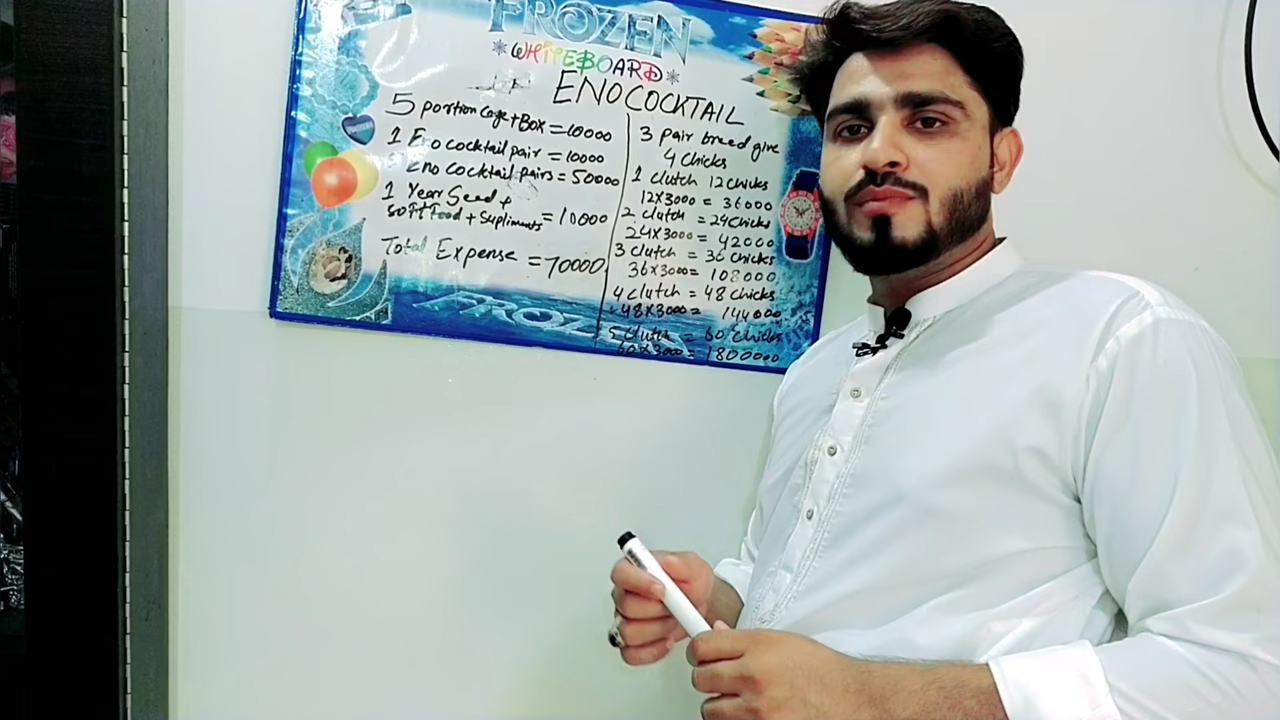 FROZEN
WHITEBOARD
ENO COCKTAIL
5 portion Cage + Box = 10000
1 Eno cocktail pair = 10000
Eno cocktail pairs = 50000
1 Year Seed +
Soft Food + Supliments = 10000
Total Expense = 70000
3 pair breed give
4 chicks
1 clutch 12 chicks
12x3000 = 36000
2 clutch = 24 chicks
24x3000 = 42000
3 clutch = 36 chicks
36x3000 = 108000
4 clutch = 48 chicks
48x3000 = 144000
5 clutch = 60 chicks
60x3000 = 1800000
FROZ